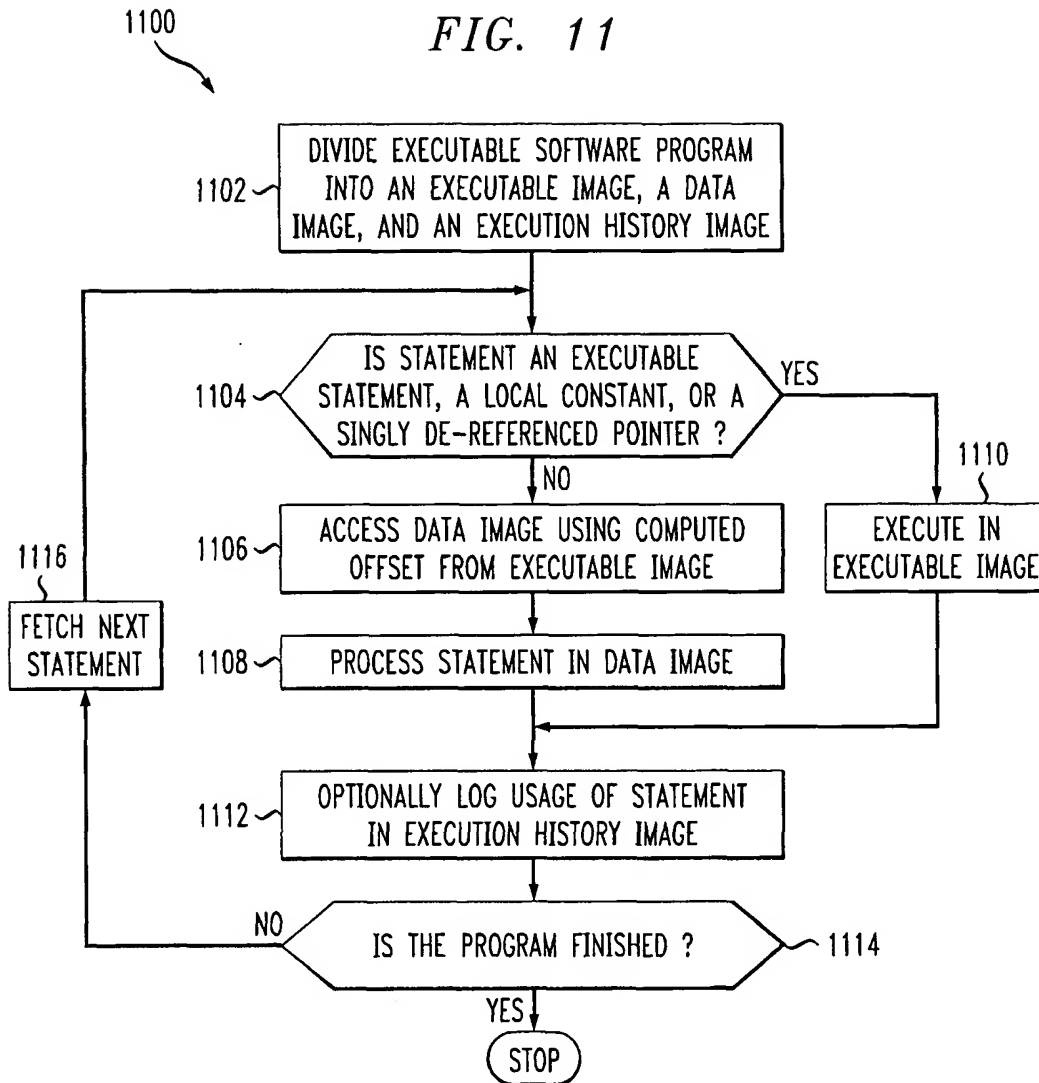 FIG. 11
1100
1102
DIVIDE EXECUTABLE SOFTWARE PROGRAM
INTO AN EXECUTABLE IMAGE, A DATA
IMAGE, AND AN EXECUTION HISTORY IMAGE
1104
IS STATEMENT AN EXECUTABLE
STATEMENT, A LOCAL CONSTANT, OR A
SINGLY DE-REFERENCED POINTER ?
YES
NO
1110
EXECUTE IN
EXECUTABLE IMAGE
1106
ACCESS DATA IMAGE USING COMPUTED
OFFSET FROM EXECUTABLE IMAGE
1116
FETCH NEXT
STATEMENT
1108
PROCESS STATEMENT IN DATA IMAGE
1112
OPTIONALLY LOG USAGE OF STATEMENT
IN EXECUTION HISTORY IMAGE
NO
IS THE PROGRAM FINISHED ?
1114
YES
STOP